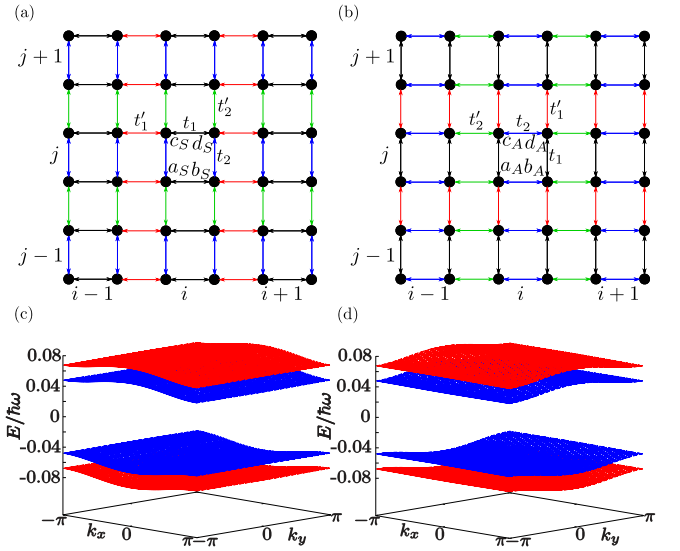 (a)
(b)
j + 1
j + 1
t′₁ t₁ t′₂
t′₂ t₂ t′₁
j
c_S d_S
t₂
a_S b_S
j
c_A d_A
t₁
a_A b_A
j − 1
j − 1
i − 1 i i + 1
i − 1 i i + 1
(c)
(d)
E/ħω
0.08
0.04
0
-0.04
-0.08
−π k_x 0 π −π 0 k_y π
E/ħω
0.08
0.04
0
-0.04
-0.08
−π k_x 0 π −π 0 k_y π